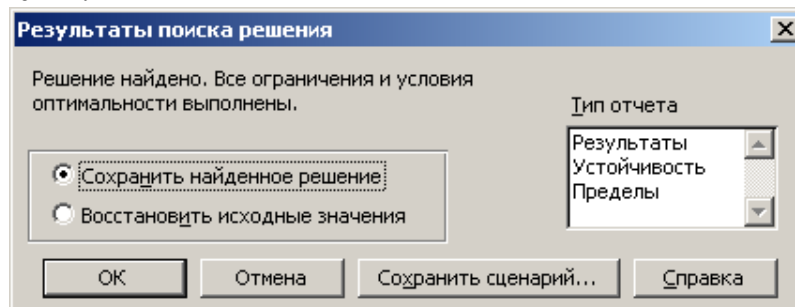 Результаты поиска решения
Решение найдено. Все ограничения и условия
оптимальности выполнены.
Тип отчета
Результаты
Устойчивость
Пределы
Сохранить найденное решение
Восстановить исходные значения
ОК
Отмена
Сохранить сценарий...
Справка